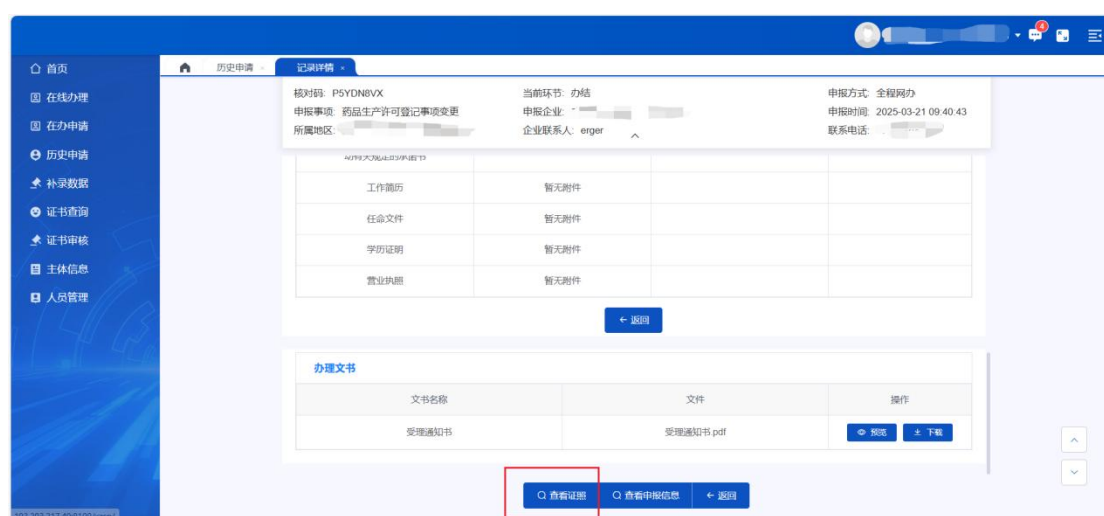 4
首页
历史申请 ×
记录详情 ×
在线办理
在办申请
历史申请
补录数据
证书查询
证书审核
主体信息
人员管理
核对码: P5YDN8VX
当前环节: 办结
申报方式: 全程网办
申报事项: 药品生产许可登记事项变更
申报企业:
申报时间: 2025-03-21 09:40:43
所属地区:
企业联系人: erger
联系电话:
工作简历 暂无附件
任命文件 暂无附件
学历证明 暂无附件
营业执照 暂无附件
← 返回
办理文书
文书名称 文件 操作
受理通知书 受理通知书.pdf 预览 下载
查看证照 查看申报信息 ← 返回